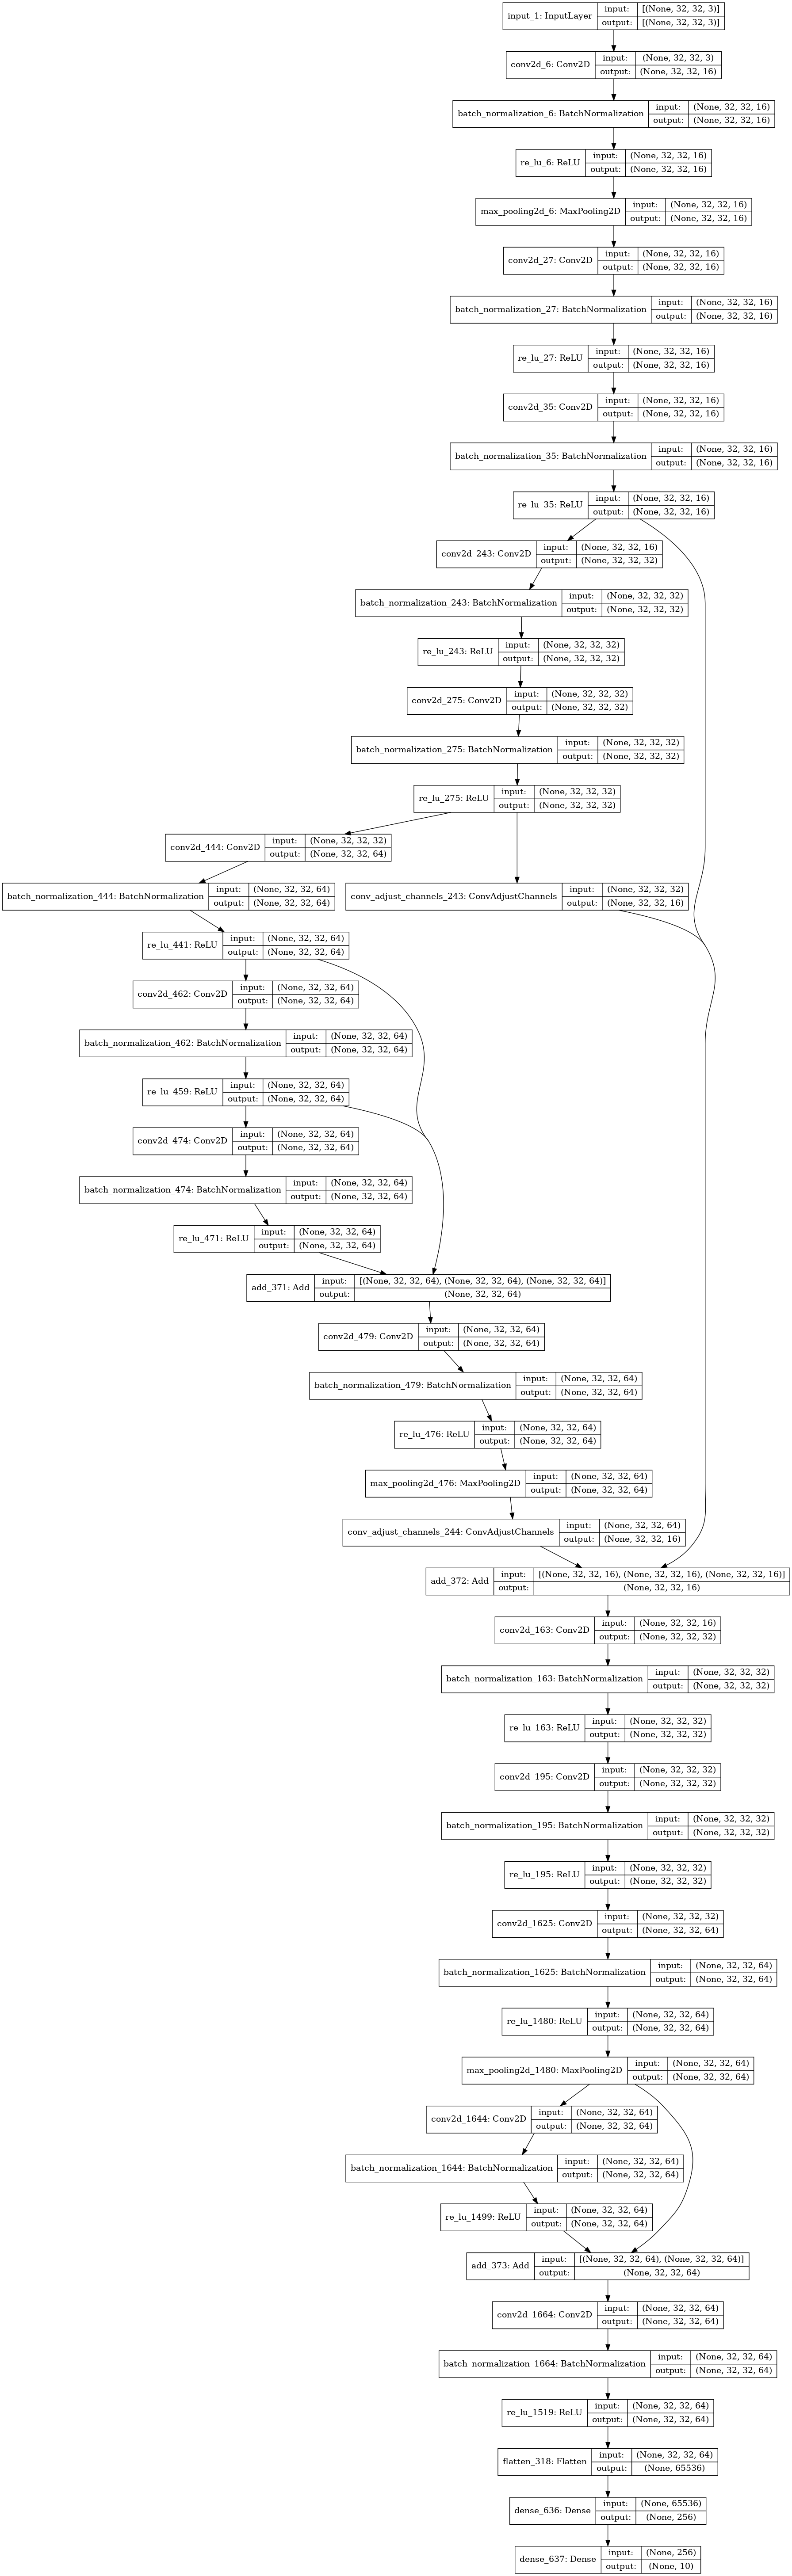 input_1: InputLayer input: [(None, 32, 32, 3)]
output: [(None, 32, 32, 3)]
conv2d_6: Conv2D input: (None, 32, 32, 3)
output: (None, 32, 32, 16)
batch_normalization_6: BatchNormalization input: (None, 32, 32, 16)
output: (None, 32, 32, 16)
re_lu_6: ReLU input: (None, 32, 32, 16)
output: (None, 32, 32, 16)
max_pooling2d_6: MaxPooling2D input: (None, 32, 32, 16)
output: (None, 32, 32, 16)
conv2d_27: Conv2D input: (None, 32, 32, 16)
output: (None, 32, 32, 16)
batch_normalization_27: BatchNormalization input: (None, 32, 32, 16)
output: (None, 32, 32, 16)
re_lu_27: ReLU input: (None, 32, 32, 16)
output: (None, 32, 32, 16)
conv2d_35: Conv2D input: (None, 32, 32, 16)
output: (None, 32, 32, 16)
batch_normalization_35: BatchNormalization input: (None, 32, 32, 16)
output: (None, 32, 32, 16)
re_lu_35: ReLU input: (None, 32, 32, 16)
output: (None, 32, 32, 16)
conv2d_243: Conv2D input: (None, 32, 32, 16)
output: (None, 32, 32, 32)
batch_normalization_243: BatchNormalization input: (None, 32, 32, 32)
output: (None, 32, 32, 32)
re_lu_243: ReLU input: (None, 32, 32, 32)
output: (None, 32, 32, 32)
conv2d_275: Conv2D input: (None, 32, 32, 32)
output: (None, 32, 32, 32)
batch_normalization_275: BatchNormalization input: (None, 32, 32, 32)
output: (None, 32, 32, 32)
re_lu_275: ReLU input: (None, 32, 32, 32)
output: (None, 32, 32, 32)
conv2d_444: Conv2D input: (None, 32, 32, 32)
output: (None, 32, 32, 64)
batch_normalization_444: BatchNormalization input: (None, 32, 32, 64)
output: (None, 32, 32, 64)
conv_adjust_channels_243: ConvAdjustChannels input: (None, 32, 32, 32)
output: (None, 32, 32, 16)
re_lu_441: ReLU input: (None, 32, 32, 64)
output: (None, 32, 32, 64)
conv2d_462: Conv2D input: (None, 32, 32, 64)
output: (None, 32, 32, 64)
batch_normalization_462: BatchNormalization input: (None, 32, 32, 64)
output: (None, 32, 32, 64)
re_lu_459: ReLU input: (None, 32, 32, 64)
output: (None, 32, 32, 64)
conv2d_474: Conv2D input: (None, 32, 32, 64)
output: (None, 32, 32, 64)
batch_normalization_474: BatchNormalization input: (None, 32, 32, 64)
output: (None, 32, 32, 64)
re_lu_471: ReLU input: (None, 32, 32, 64)
output: (None, 32, 32, 64)
add_371: Add input: [(None, 32, 32, 64), (None, 32, 32, 64), (None, 32, 32, 64)]
output: (None, 32, 32, 64)
conv2d_479: Conv2D input: (None, 32, 32, 64)
output: (None, 32, 32, 64)
batch_normalization_479: BatchNormalization input: (None, 32, 32, 64)
output: (None, 32, 32, 64)
re_lu_476: ReLU input: (None, 32, 32, 64)
output: (None, 32, 32, 64)
max_pooling2d_476: MaxPooling2D input: (None, 32, 32, 64)
output: (None, 32, 32, 64)
conv_adjust_channels_244: ConvAdjustChannels input: (None, 32, 32, 64)
output: (None, 32, 32, 16)
add_372: Add input: [(None, 32, 32, 16), (None, 32, 32, 16), (None, 32, 32, 16)]
output: (None, 32, 32, 16)
conv2d_163: Conv2D input: (None, 32, 32, 16)
output: (None, 32, 32, 32)
batch_normalization_163: BatchNormalization input: (None, 32, 32, 32)
output: (None, 32, 32, 32)
re_lu_163: ReLU input: (None, 32, 32, 32)
output: (None, 32, 32, 32)
conv2d_195: Conv2D input: (None, 32, 32, 32)
output: (None, 32, 32, 32)
batch_normalization_195: BatchNormalization input: (None, 32, 32, 32)
output: (None, 32, 32, 32)
re_lu_195: ReLU input: (None, 32, 32, 32)
output: (None, 32, 32, 32)
conv2d_1625: Conv2D input: (None, 32, 32, 32)
output: (None, 32, 32, 64)
batch_normalization_1625: BatchNormalization input: (None, 32, 32, 64)
output: (None, 32, 32, 64)
re_lu_1480: ReLU input: (None, 32, 32, 64)
output: (None, 32, 32, 64)
max_pooling2d_1480: MaxPooling2D input: (None, 32, 32, 64)
output: (None, 32, 32, 64)
conv2d_1644: Conv2D input: (None, 32, 32, 64)
output: (None, 32, 32, 64)
batch_normalization_1644: BatchNormalization input: (None, 32, 32, 64)
output: (None, 32, 32, 64)
re_lu_1499: ReLU input: (None, 32, 32, 64)
output: (None, 32, 32, 64)
add_373: Add input: [(None, 32, 32, 64), (None, 32, 32, 64)]
output: (None, 32, 32, 64)
conv2d_1664: Conv2D input: (None, 32, 32, 64)
output: (None, 32, 32, 64)
batch_normalization_1664: BatchNormalization input: (None, 32, 32, 64)
output: (None, 32, 32, 64)
re_lu_1519: ReLU input: (None, 32, 32, 64)
output: (None, 32, 32, 64)
flatten_318: Flatten input: (None, 32, 32, 64)
output: (None, 65536)
dense_636: Dense input: (None, 65536)
output: (None, 256)
dense_637: Dense input: (None, 256)
output: (None, 10)